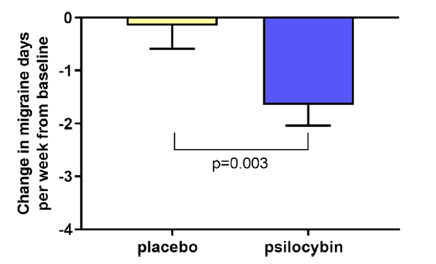 Change in migraine days
per week from baseline
0
-1
-2
-3
-4
p=0.003
placebo
psilocybin